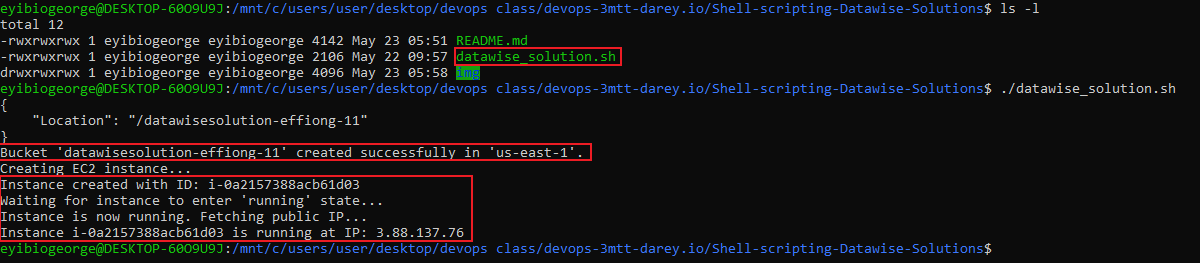 eyibiogeorge@DESKTOP-60O9U9J:/mnt/c/users/user/desktop/devops class/devops-3mtt-darey.io/Shell-scripting-Datawise-Solutions$ ls -l
total 12
-rwxrwxrwx 1 eyibiogeorge eyibiogeorge 4142 May 23 05:51 README.md
-rwxrwxrwx 1 eyibiogeorge eyibiogeorge 2106 May 22 09:57 datawise_solution.sh
drwxrwxrwx 1 eyibiogeorge eyibiogeorge 4096 May 23 05:58 img
eyibiogeorge@DESKTOP-60O9U9J:/mnt/c/users/user/desktop/devops class/devops-3mtt-darey.io/Shell-scripting-Datawise-Solutions$ ./datawise_solution.sh
{
    "Location": "/datawisesolution-effiong-11"
}
Bucket 'datawisesolution-effiong-11' created successfully in 'us-east-1'.
Creating EC2 instance...
Instance created with ID: i-0a2157388acb61d03
Waiting for instance to enter 'running' state...
Instance is now running. Fetching public IP...
Instance i-0a2157388acb61d03 is running at IP: 3.88.137.76
eyibiogeorge@DESKTOP-60O9U9J:/mnt/c/users/user/desktop/devops class/devops-3mtt-darey.io/Shell-scripting-Datawise-Solutions$